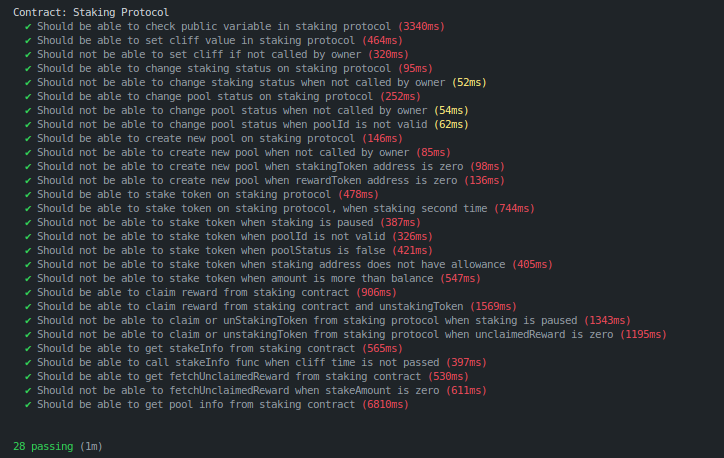 Contract: Staking Protocol
✔ Should be able to check public variable in staking protocol (3340ms)
✔ Should be able to set cliff value in staking protocol (464ms)
✔ Should not be able to set cliff if not called by owner (320ms)
✔ Should be able to change staking status on staking protocol (95ms)
✔ Should not be able to change staking status when not called by owner (52ms)
✔ Should be able to change pool status on staking protocol (252ms)
✔ Should not be able to change pool status when not called by owner (54ms)
✔ Should not be able to change pool status when poolId is not valid (62ms)
✔ Should be able to create new pool on staking protocol (146ms)
✔ Should not be able to create new pool when not called by owner (85ms)
✔ Should not be able to create new pool when stakingToken address is zero (98ms)
✔ Should not be able to create new pool when rewardToken address is zero (136ms)
✔ Should be able to stake token on staking protocol (478ms)
✔ Should be able to stake token on staking protocol, when staking second time (744ms)
✔ Should not be able to stake token when staking is paused (387ms)
✔ Should not be able to stake token when poolId is not valid (326ms)
✔ Should not be able to stake token when poolStatus is false (421ms)
✔ Should not be able to stake token when staking address does not have allowance (405ms)
✔ Should not be able to stake token when amount is more than balance (547ms)
✔ Should be able to claim reward from staking contract (906ms)
✔ Should be able to claim reward from staking contract and unstakingToken (1569ms)
✔ Should not be able to claim or unStakingToken from staking protocol when staking is paused (1343ms)
✔ Should not be able to claim or unstakingToken from staking protocol when unclaimedReward is zero (1195ms)
✔ Should be able to get stakeInfo from staking contract (565ms)
✔ Should be able to call stakeInfo func when cliff time is not passed (397ms)
✔ Should be able to get fetchUnclaimedReward from staking contract (530ms)
✔ Should not be able to fetchUnclaimedReward when stakeAmount is zero (611ms)
✔ Should be able to get pool info from staking contract (6810ms)
28 passing (1m)